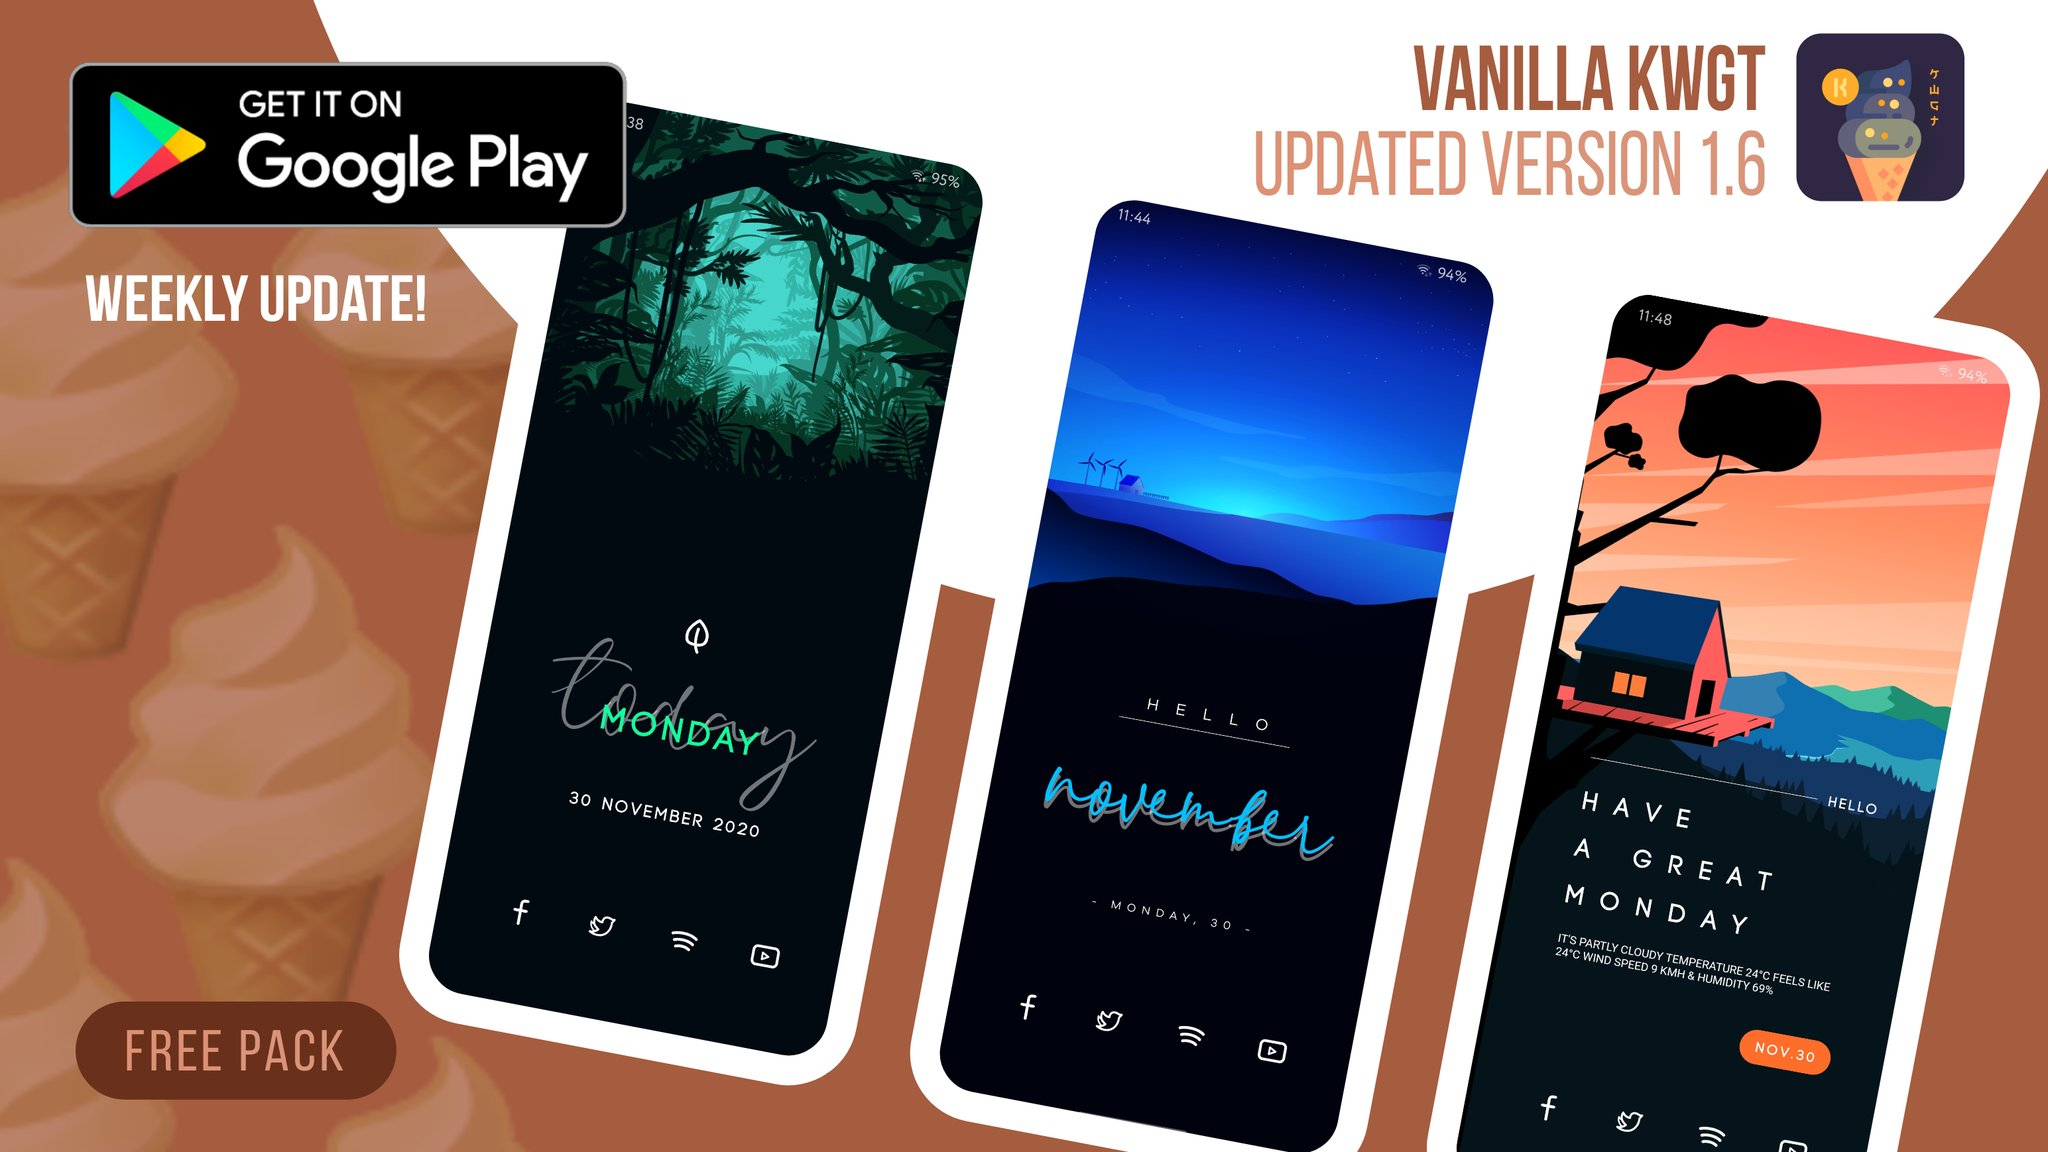 GET IT ON
Google Play
WEEKLY UPDATE!
FREE PACK
VANILLA KWGT
UPDATED VERSION 1.6
K
38
95%
today
MONDAY
30 NOVEMBER 2020
11:44
94%
HELLO
november
- MONDAY, 30 -
11:48
94%
HELLO
HAVE
A GREAT
MONDAY
IT'S PARTLY CLOUDY TEMPERATURE 24°C FEELS LIKE
24°C WIND SPEED 9 KMH & HUMIDITY 69%
NOV.30